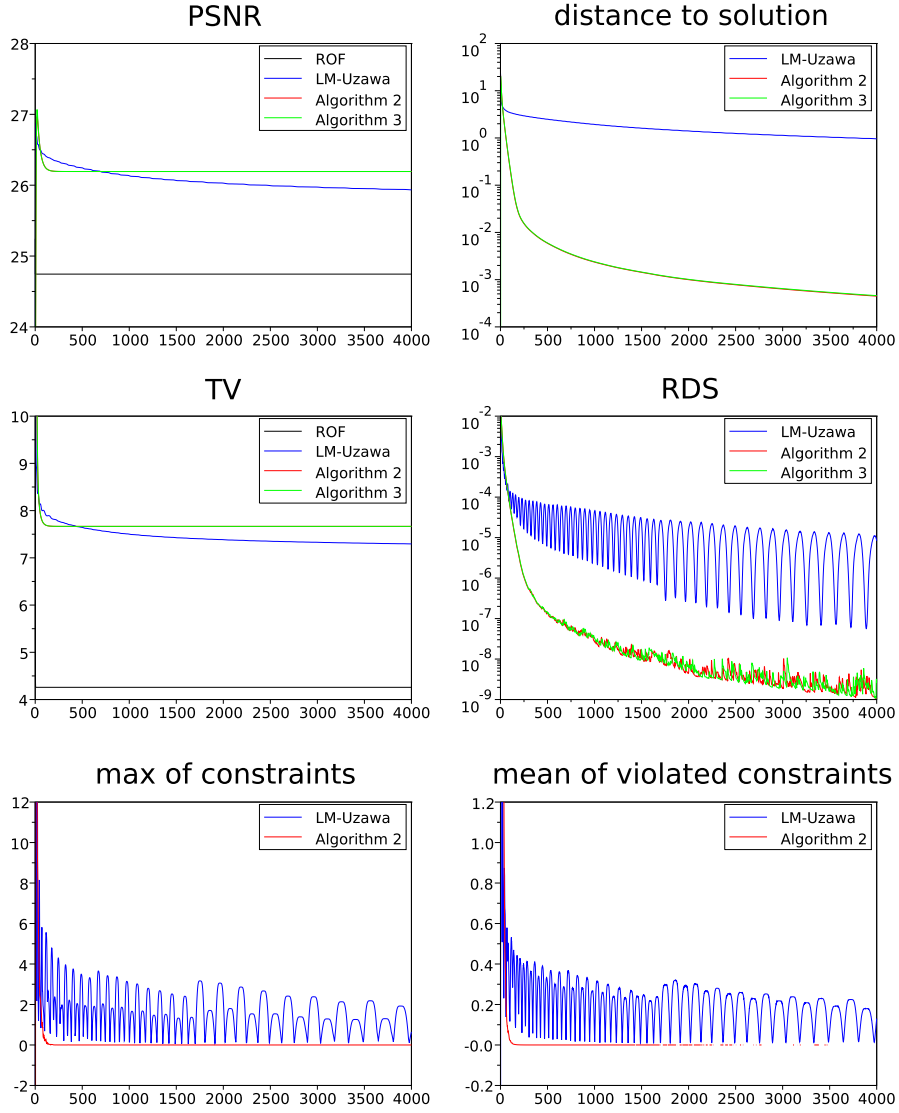 PSNR
28
27
26
25
24
ROF
LM-Uzawa
Algorithm 2
Algorithm 3
0 500 1000 1500 2000 2500 3000 3500 4000
distance to solution
10^2
10^1
10^0
10^-1
10^-2
10^-3
10^-4
LM-Uzawa
Algorithm 2
Algorithm 3
0 500 1000 1500 2000 2500 3000 3500 4000
TV
10
9
8
7
6
5
4
ROF
LM-Uzawa
Algorithm 2
Algorithm 3
0 500 1000 1500 2000 2500 3000 3500 4000
RDS
10^-2
10^-3
10^-4
10^-5
10^-6
10^-7
10^-8
10^-9
LM-Uzawa
Algorithm 2
Algorithm 3
0 500 1000 1500 2000 2500 3000 3500 4000
max of constraints
12
10
8
6
4
2
-0
-2
LM-Uzawa
Algorithm 2
0 500 1000 1500 2000 2500 3000 3500 4000
mean of violated constraints
1.2
1.0
0.8
0.6
0.4
0.2
-0.0
-0.2
LM-Uzawa
Algorithm 2
0 500 1000 1500 2000 2500 3000 3500 4000